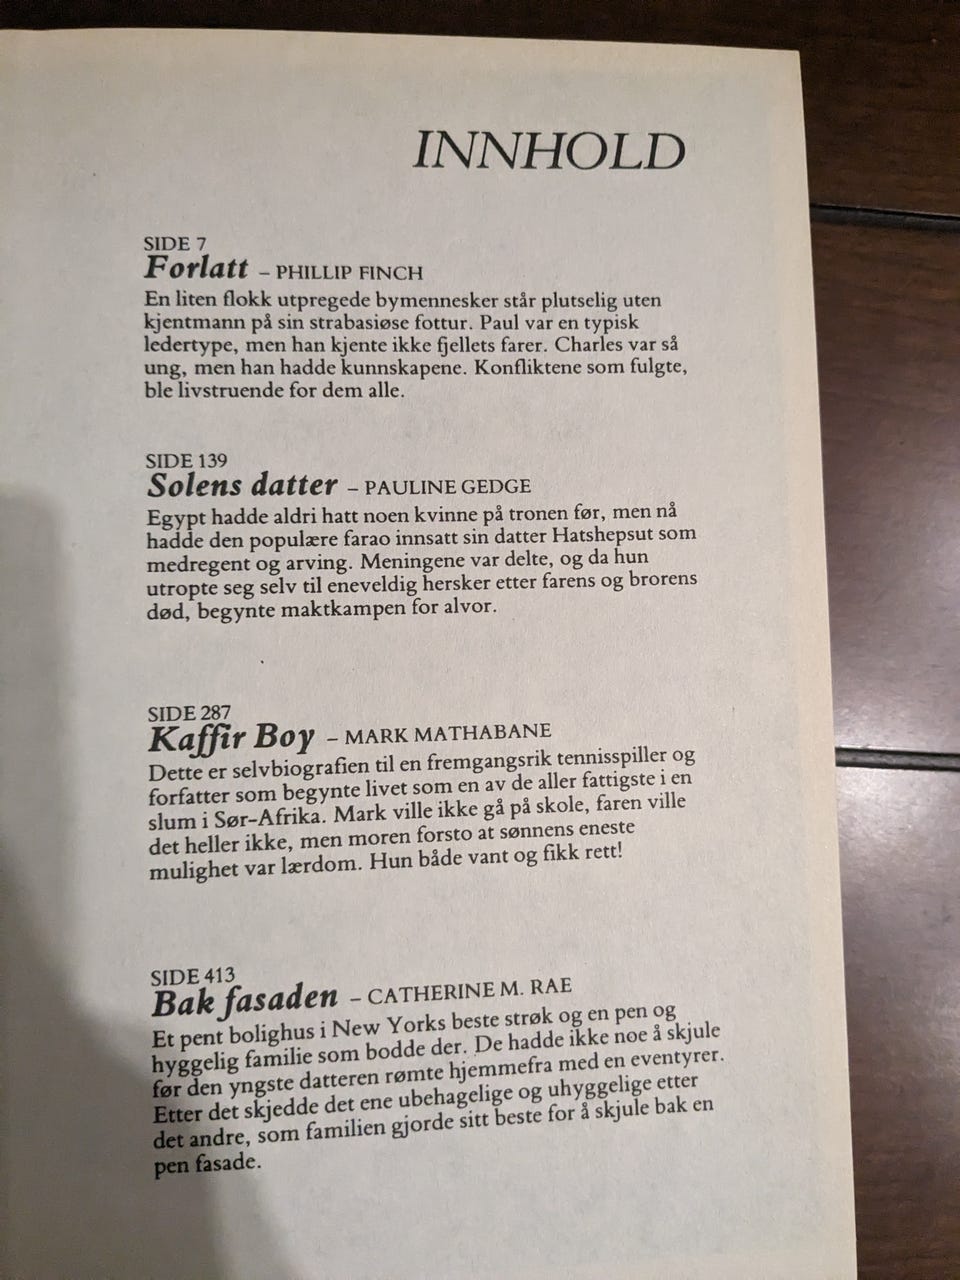 INNHOLD
SIDE 7
Forlatt – PHILLIP FINCH
En liten flokk utpregede bymennesker står plutselig uten
kjentmann på sin strabasiøse fottur. Paul var en typisk
ledertype, men han kjente ikke fjellets farer. Charles var så
ung, men han hadde kunnskapene. Konfliktene som fulgte,
ble livstruende for dem alle.
SIDE 139
Solens datter – PAULINE GEDGE
Egypt hadde aldri hatt noen kvinne på tronen før, men nå
hadde den populære farao innsatt sin datter Hatshepsut som
medregent og arving. Meningene var delte, og da hun
utropte seg selv til eneveldig hersker etter farens og brorens
død, begynte maktkampen for alvor.
SIDE 287
Kaffir Boy – MARK MATHABANE
Dette er selvbiografien til en fremgangsrik tennisspiller og
forfatter som begynte livet som en av de aller fattigste i en
slum i Sør-Afrika. Mark ville ikke gå på skole, faren ville
det heller ikke, men moren forsto at sønnens eneste
mulighet var lærdom. Hun både vant og fikk rett!
SIDE 413
Bak fasaden – CATHERINE M. RAE
Et pent bolighus i New Yorks beste strøk og en pen og
hyggelig familie som bodde der. De hadde ikke noe å skjule
før den yngste datteren rømte hjemmefra med en eventyrer.
Etter det skjedde det ene ubehagelige og uhyggelige etter
det andre, som familien gjorde sitt beste for å skjule bak en
pen fasade.